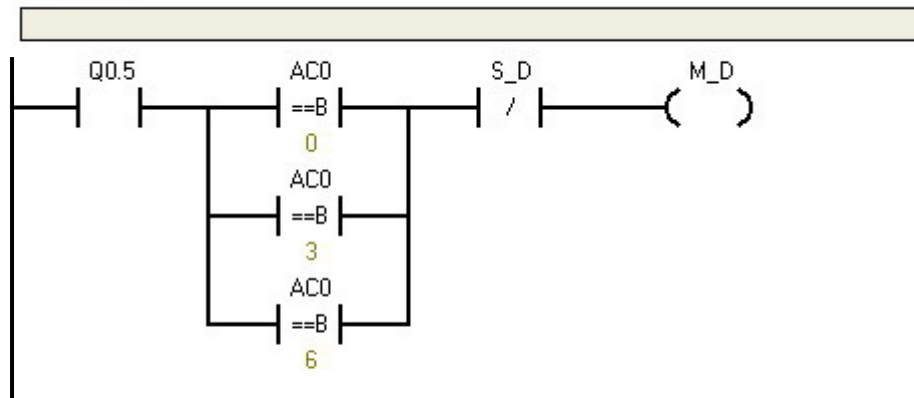 Q0.5 AC0 S_D M_D
==B /
0
AC0
==B
3
AC0
==B
6